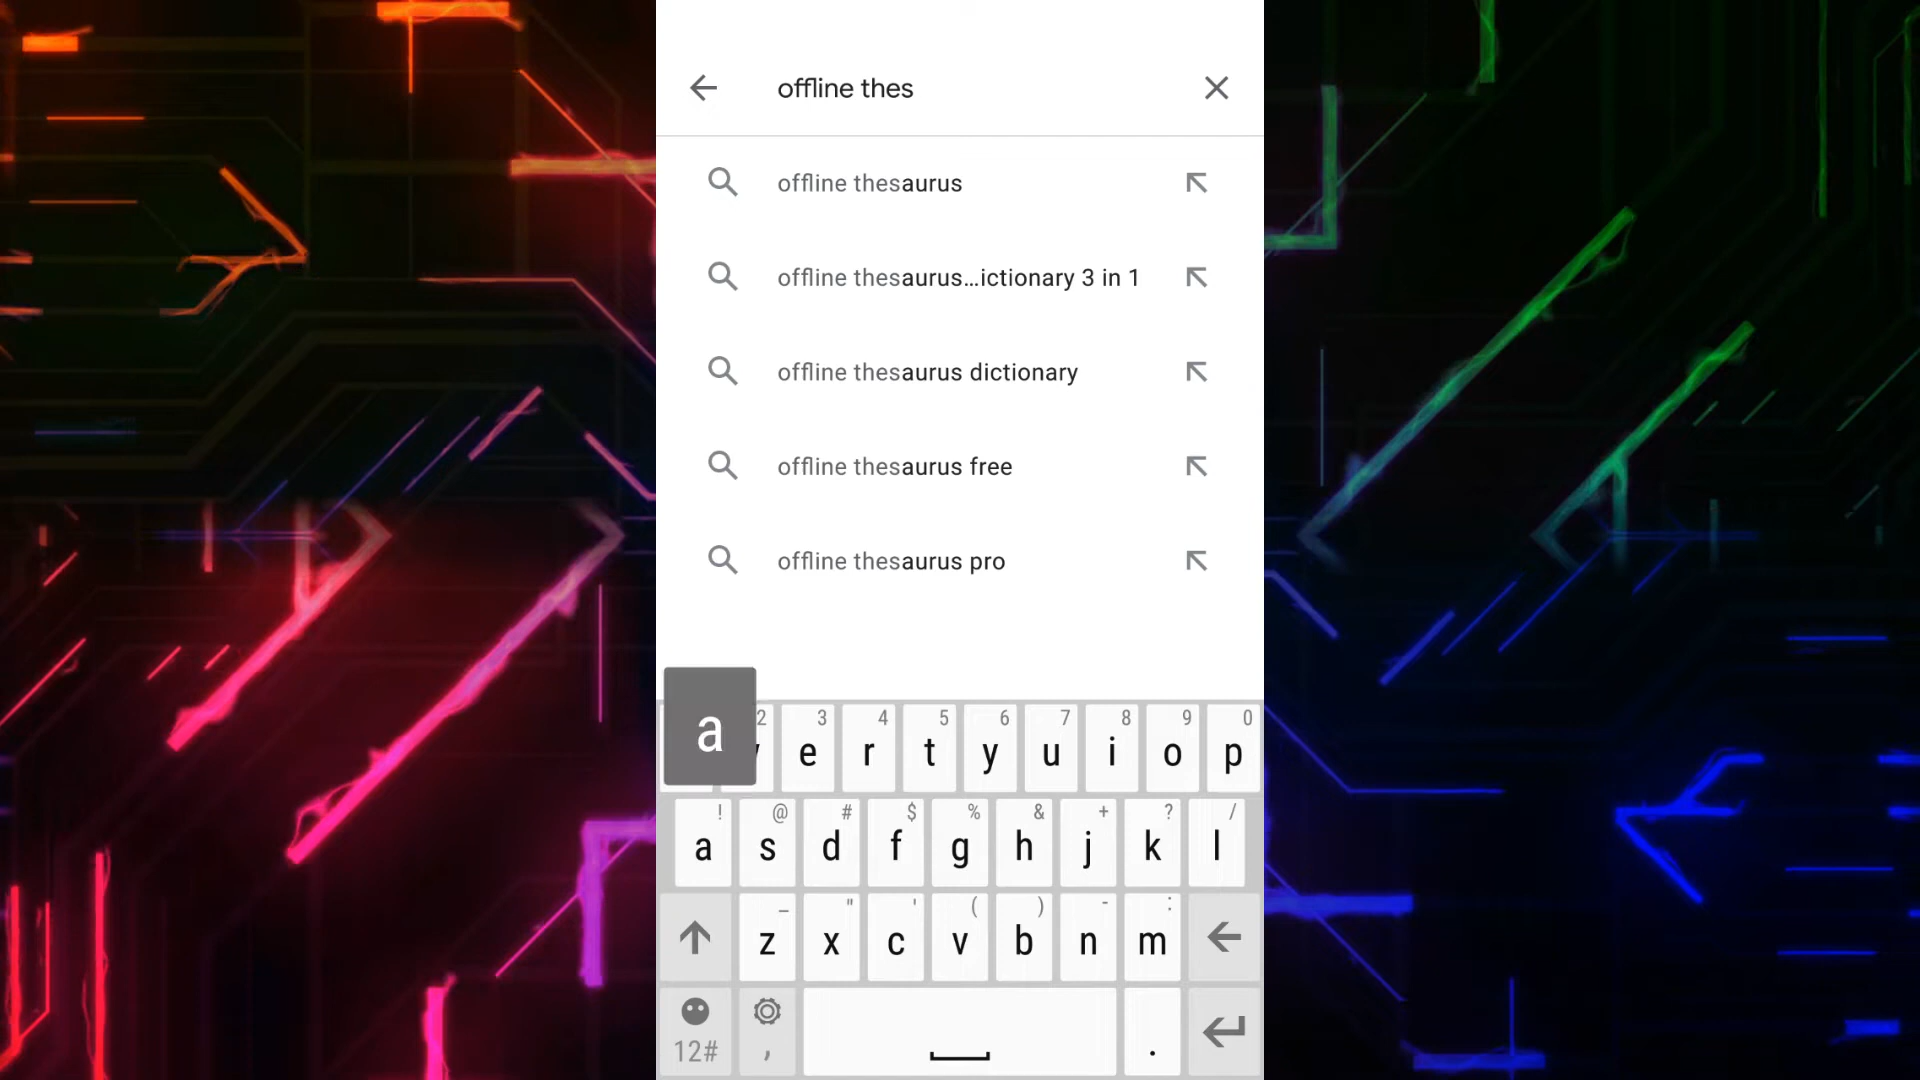 offline thes
offline thesaurus
offline thesaurus...ictionary 3 in 1
offline thesaurus dictionary
offline thesaurus free
offline thesaurus pro
a
2 3 4 5 6 7 8 9 0
e r t y u i o p
! @ # $ % & + ? /
a s d f g h j k l
_ " ' ( ) - :
z x c v b n m
12# , .